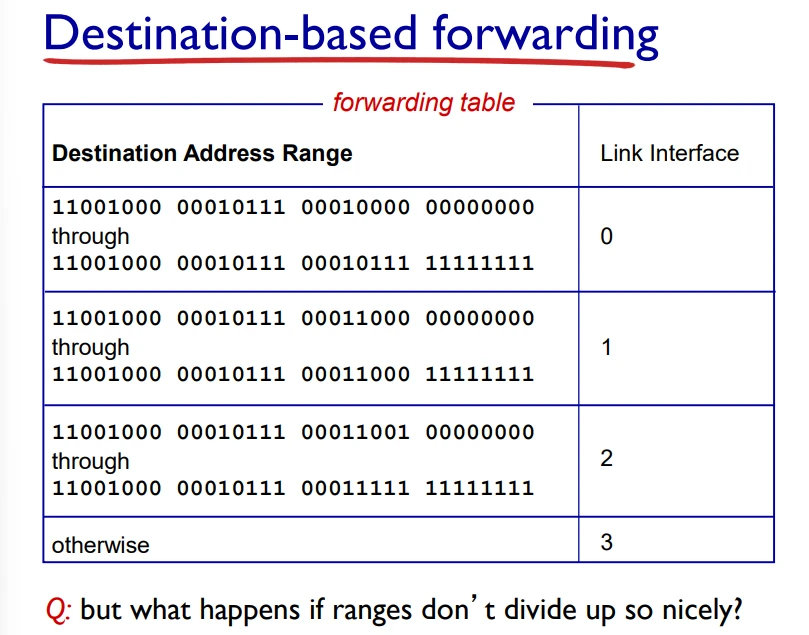 Destination-based forwarding
forwarding table
Destination Address Range
Link Interface
11001000 00010111 00010000 00000000
through
11001000 00010111 00010111 11111111
0
11001000 00010111 00011000 00000000
through
11001000 00010111 00011000 11111111
1
11001000 00010111 00011001 00000000
through
11001000 00010111 00011111 11111111
2
otherwise
3
Q: but what happens if ranges don’t divide up so nicely?